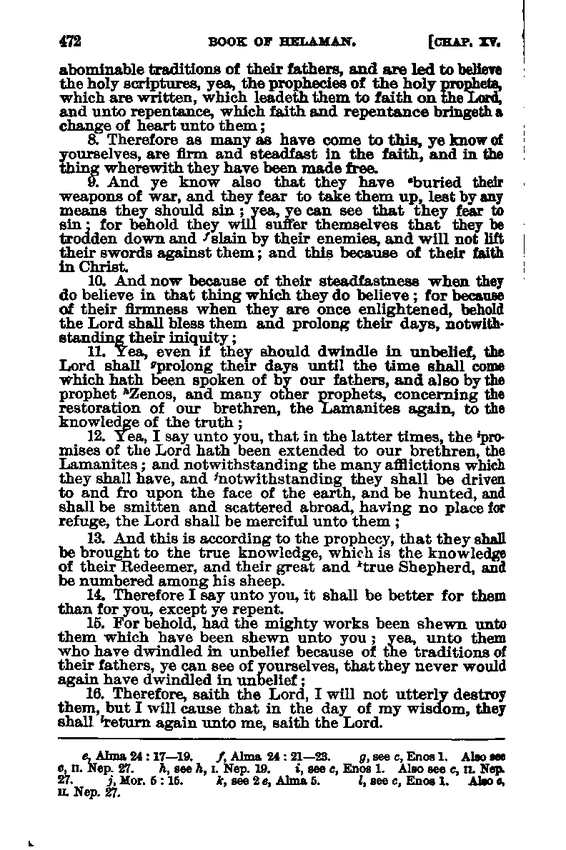 472 BOOK OF HELAMAN. [CHAP. XV.
abominable traditions of their fathers, and are led to believe
the holy scriptures, yea, the prophecies of the holy prophets,
which are written, which leadeth them to faith on the Lord,
and unto repentance, which faith and repentance bringeth a
change of heart unto them;
8. Therefore as many as have come to this, ye know of
yourselves, are firm and steadfast in the faith, and in the
thing wherewith they have been made free.
9. And ye know also that they have ᵉburied their
weapons of war, and they fear to take them up, lest by any
means they should sin; yea, ye can see that they fear to
sin; for behold they will suffer themselves that they be
trodden down and ᶠslain by their enemies, and will not lift
their swords against them; and this because of their faith
in Christ.
10. And now because of their steadfastness when they
do believe in that thing which they do believe; for because
of their firmness when they are once enlightened, behold
the Lord shall bless them and prolong their days, notwith-
standing their iniquity;
11. Yea, even if they should dwindle in unbelief, the
Lord shall ᵍprolong their days until the time shall come
which hath been spoken of by our fathers, and also by the
prophet ʰZenos, and many other prophets, concerning the
restoration of our brethren, the Lamanites again, to the
knowledge of the truth;
12. Yea, I say unto you, that in the latter times, the ⁱpro-
mises of the Lord hath been extended to our brethren, the
Lamanites; and notwithstanding the many afflictions which
they shall have, and ʲnotwithstanding they shall be driven
to and fro upon the face of the earth, and be hunted, and
shall be smitten and scattered abroad, having no place for
refuge, the Lord shall be merciful unto them;
13. And this is according to the prophecy, that they shall
be brought to the true knowledge, which is the knowledge
of their Redeemer, and their great and ᵏtrue Shepherd, and
be numbered among his sheep.
14. Therefore I say unto you, it shall be better for them
than for you, except ye repent.
15. For behold, had the mighty works been shewn unto
them which have been shewn unto you; yea, unto them
who have dwindled in unbelief because of the traditions of
their fathers, ye can see of yourselves, that they never would
again have dwindled in unbelief;
16. Therefore, saith the Lord, I will not utterly destroy
them, but I will cause that in the day of my wisdom, they
shall ˡreturn again unto me, saith the Lord.
e, Alma 24:17—19. f, Alma 24:21—23. g, see c, Enos 1. Also see
e, II. Nep. 27. h, see h, I. Nep. 19. i, see c, Enos 1. Also see c, II. Nep.
27. j, Mor. 5:15. k, see 2 e, Alma 5. l, see c, Enos 1. Also e,
II. Nep. 27.